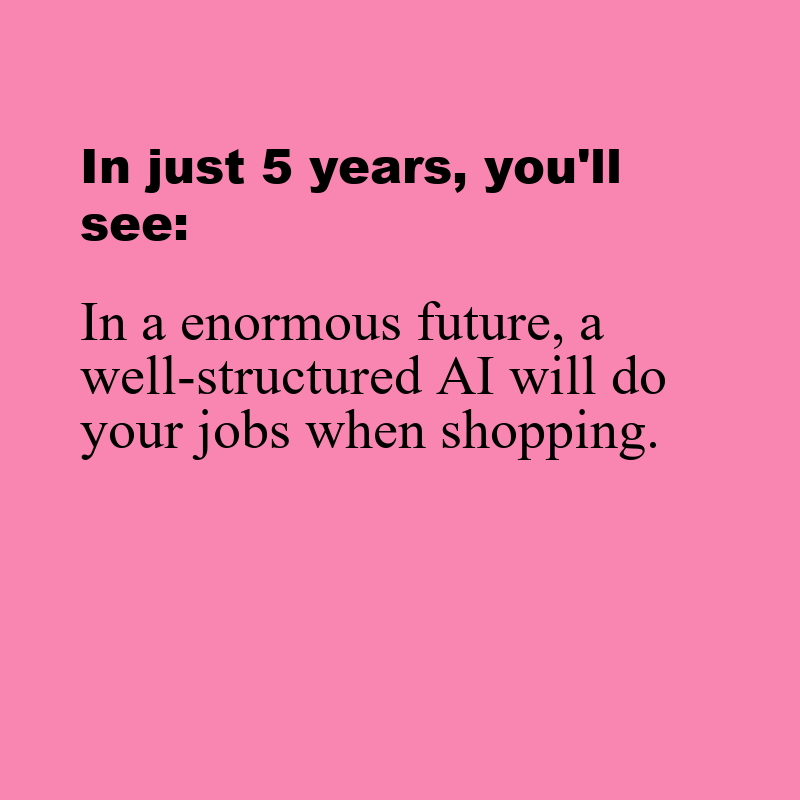 In just 5 years, you'll
see:
In a enormous future, a
well-structured AI will do
your jobs when shopping.